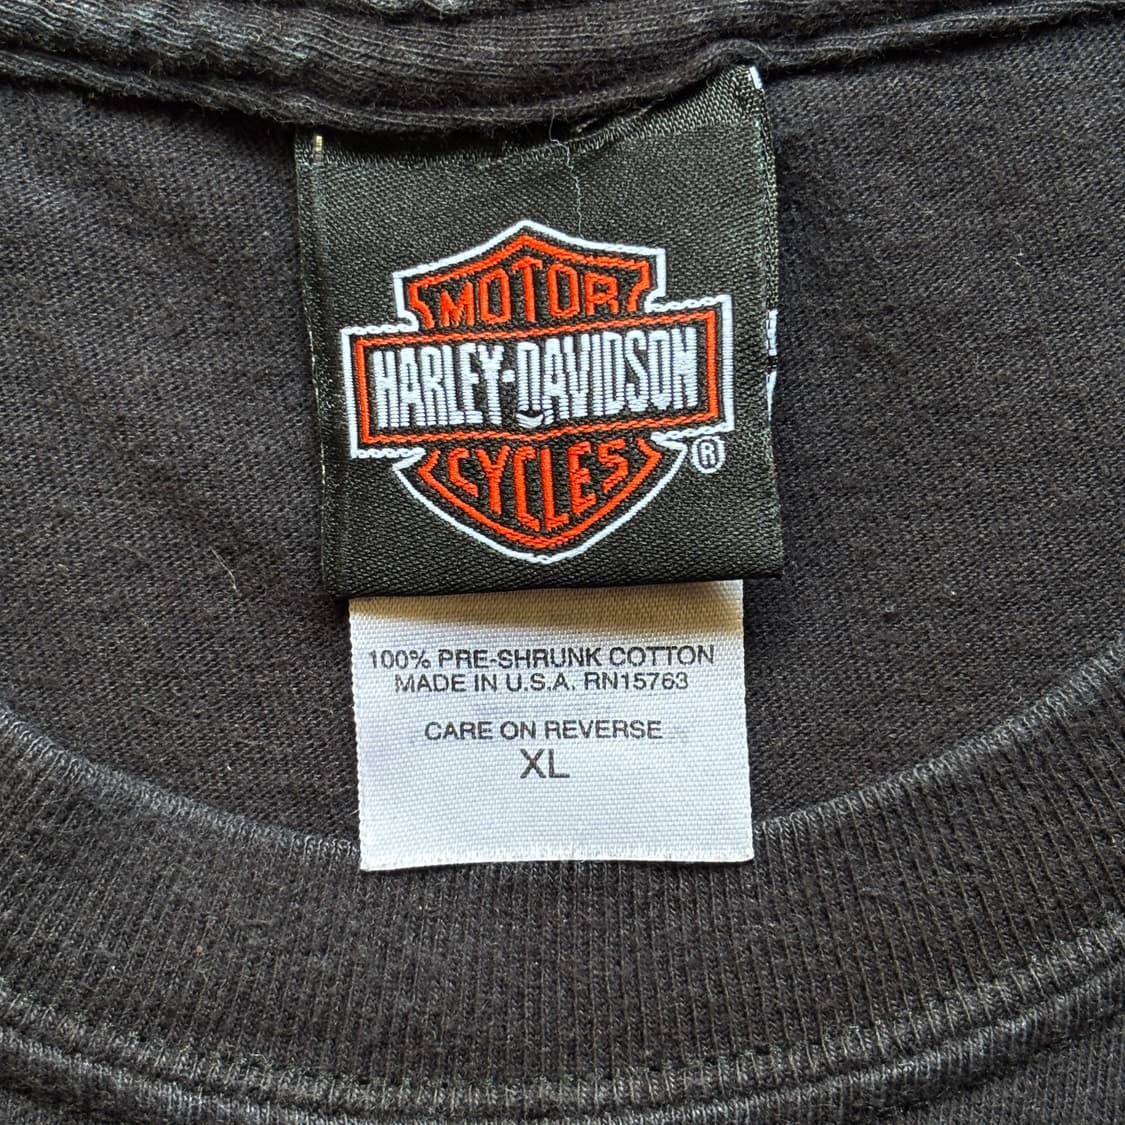 MOTOR
HARLEY-DAVIDSON
CYCLES
®
100% PRE-SHRUNK COTTON
MADE IN U.S.A. RN15763
CARE ON REVERSE
XL